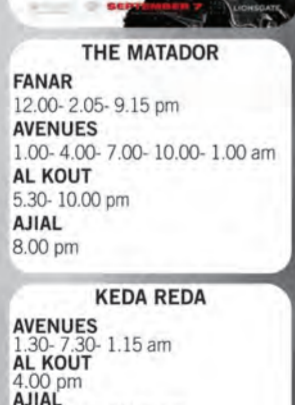 SEPTEMBER 7
LIONSGATE
THE MATADOR
FANAR
12.00- 2.05- 9.15 pm
AVENUES
1.00- 4.00- 7.00- 10.00- 1.00 am
AL KOUT
5.30- 10.00 pm
AJIAL
8.00 pm
KEDA REDA
AVENUES
1.30- 7.30- 1.15 am
AL KOUT
4.00 pm
AJIAL